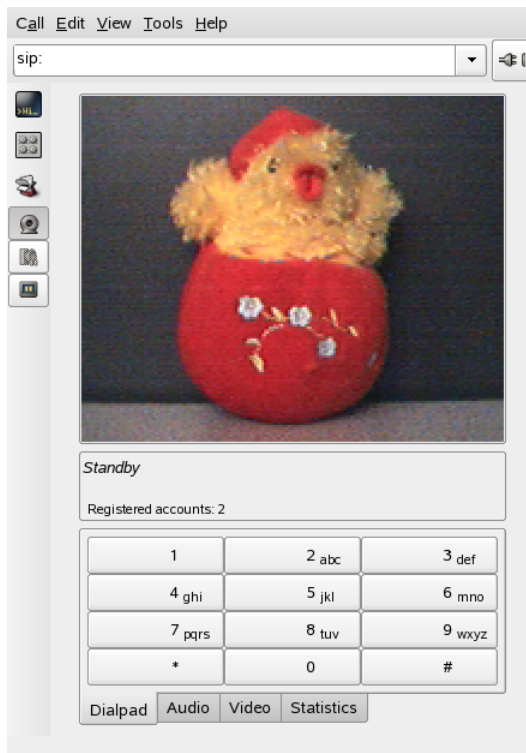 Call Edit View Tools Help
sip:
>Hi..
Standby
Registered accounts: 2
1 2 abc 3 def
4 ghi 5 jkl 6 mno
7 pqrs 8 tuv 9 wxyz
* 0 #
Dialpad Audio Video Statistics